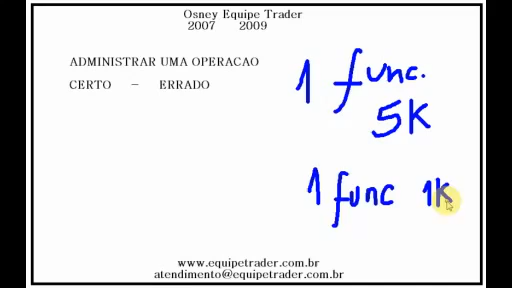 Osney Equipe Trader
2007 2009
ADMINISTRAR UMA OPERACAO
CERTO – ERRADO
1 func.
5K
1 func 1K
www.equipetrader.com.br
atendimento@equipetrader.com.br